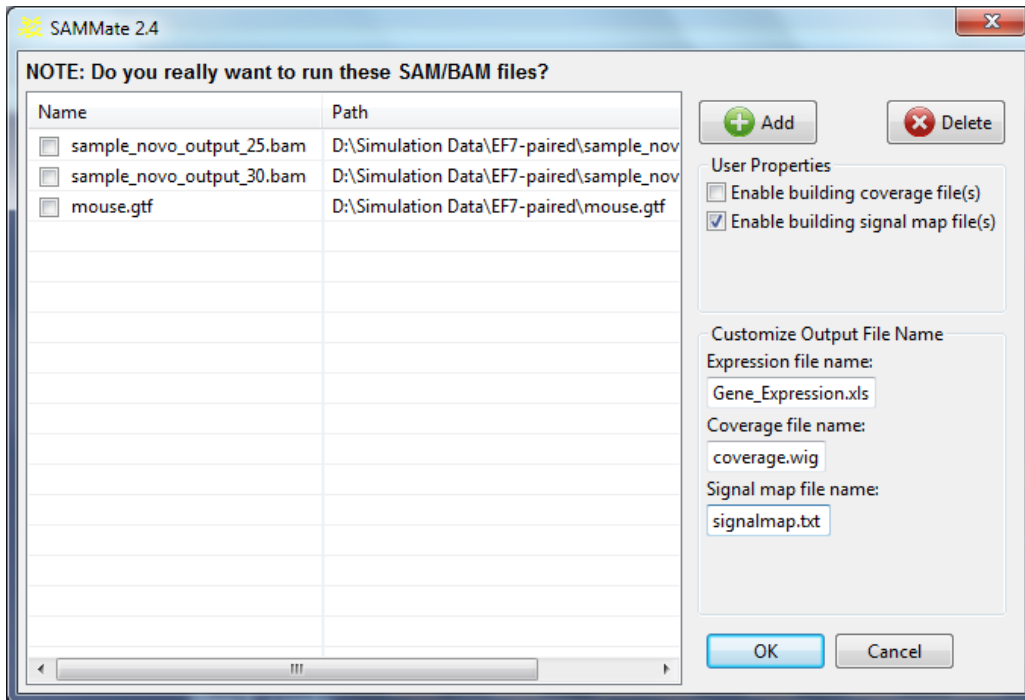 SAMMate 2.4
NOTE: Do you really want to run these SAM/BAM files?
Name Path
sample_novo_output_25.bam D:\Simulation Data\EF7-paired\sample_nov
sample_novo_output_30.bam D:\Simulation Data\EF7-paired\sample_nov
mouse.gtf D:\Simulation Data\EF7-paired\mouse.gtf
Add Delete
User Properties
Enable building coverage file(s)
Enable building signal map file(s)
Customize Output File Name
Expression file name:
Gene_Expression.xls
Coverage file name:
coverage.wig
Signal map file name:
signalmap.txt
OK Cancel